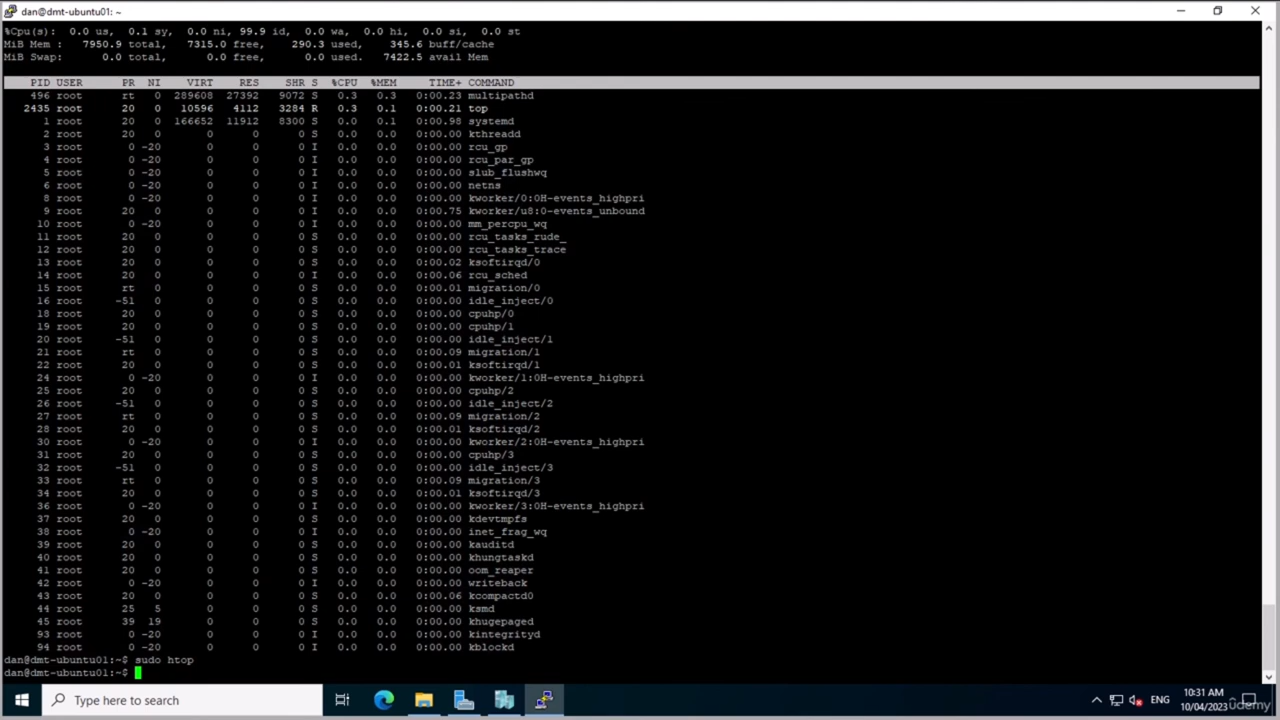 dan@dmt-ubuntu01: ~
%Cpu(s):  0.0 us,  0.1 sy,  0.0 ni, 99.9 id,  0.0 wa,  0.0 hi,  0.0 si,  0.0 st
MiB Mem :   7950.9 total,   7315.0 free,    290.3 used,    345.6 buff/cache
MiB Swap:      0.0 total,      0.0 free,      0.0 used.   7422.5 avail Mem
PID USER      PR  NI    VIRT    RES    SHR S  %CPU  %MEM     TIME+ COMMAND
496 root      rt   0  289608  27392   9072 S   0.3   0.3   0:00.23 multipathd
2435 root      20   0   10596   4112   3284 R   0.3   0.1   0:00.21 top
1 root      20   0  166652  11912   8300 S   0.0   0.1   0:00.98 systemd
2 root      20   0       0      0      0 S   0.0   0.0   0:00.00 kthreadd
3 root       0 -20       0      0      0 I   0.0   0.0   0:00.00 rcu_gp
4 root       0 -20       0      0      0 I   0.0   0.0   0:00.00 rcu_par_gp
5 root       0 -20       0      0      0 I   0.0   0.0   0:00.00 slub_flushwq
6 root       0 -20       0      0      0 I   0.0   0.0   0:00.00 netns
8 root       0 -20       0      0      0 I   0.0   0.0   0:00.00 kworker/0:0H-events_highpri
9 root      20   0       0      0      0 I   0.0   0.0   0:00.75 kworker/u8:0-events_unbound
10 root       0 -20       0      0      0 I   0.0   0.0   0:00.00 mm_percpu_wq
11 root      20   0       0      0      0 S   0.0   0.0   0:00.00 rcu_tasks_rude_
12 root      20   0       0      0      0 S   0.0   0.0   0:00.00 rcu_tasks_trace
13 root      20   0       0      0      0 S   0.0   0.0   0:00.02 ksoftirqd/0
14 root      20   0       0      0      0 I   0.0   0.0   0:00.06 rcu_sched
15 root      rt   0       0      0      0 S   0.0   0.0   0:00.01 migration/0
16 root     -51   0       0      0      0 S   0.0   0.0   0:00.00 idle_inject/0
18 root      20   0       0      0      0 S   0.0   0.0   0:00.00 cpuhp/0
19 root      20   0       0      0      0 S   0.0   0.0   0:00.00 cpuhp/1
20 root     -51   0       0      0      0 S   0.0   0.0   0:00.00 idle_inject/1
21 root      rt   0       0      0      0 S   0.0   0.0   0:00.09 migration/1
22 root      20   0       0      0      0 S   0.0   0.0   0:00.01 ksoftirqd/1
24 root       0 -20       0      0      0 I   0.0   0.0   0:00.00 kworker/1:0H-events_highpri
25 root      20   0       0      0      0 S   0.0   0.0   0:00.00 cpuhp/2
26 root     -51   0       0      0      0 S   0.0   0.0   0:00.00 idle_inject/2
27 root      rt   0       0      0      0 S   0.0   0.0   0:00.09 migration/2
28 root      20   0       0      0      0 S   0.0   0.0   0:00.01 ksoftirqd/2
30 root       0 -20       0      0      0 I   0.0   0.0   0:00.00 kworker/2:0H-events_highpri
31 root      20   0       0      0      0 S   0.0   0.0   0:00.00 cpuhp/3
32 root     -51   0       0      0      0 S   0.0   0.0   0:00.00 idle_inject/3
33 root      rt   0       0      0      0 S   0.0   0.0   0:00.09 migration/3
34 root      20   0       0      0      0 S   0.0   0.0   0:00.01 ksoftirqd/3
36 root       0 -20       0      0      0 I   0.0   0.0   0:00.00 kworker/3:0H-events_highpri
37 root      20   0       0      0      0 S   0.0   0.0   0:00.00 kdevtmpfs
38 root       0 -20       0      0      0 I   0.0   0.0   0:00.00 inet_frag_wq
39 root      20   0       0      0      0 S   0.0   0.0   0:00.00 kauditd
40 root      20   0       0      0      0 S   0.0   0.0   0:00.00 khungtaskd
41 root      20   0       0      0      0 S   0.0   0.0   0:00.00 oom_reaper
42 root       0 -20       0      0      0 I   0.0   0.0   0:00.00 writeback
43 root      20   0       0      0      0 S   0.0   0.0   0:00.06 kcompactd0
44 root      25   5       0      0      0 S   0.0   0.0   0:00.00 ksmd
45 root      39  19       0      0      0 S   0.0   0.0   0:00.00 khugepaged
93 root       0 -20       0      0      0 I   0.0   0.0   0:00.00 kintegrityd
94 root       0 -20       0      0      0 I   0.0   0.0   0:00.00 kblockd
dan@dmt-ubuntu01:~$ sudo htop
dan@dmt-ubuntu01:~$
Type here to search
ENG
10:31 AM
10/04/2023
udemy